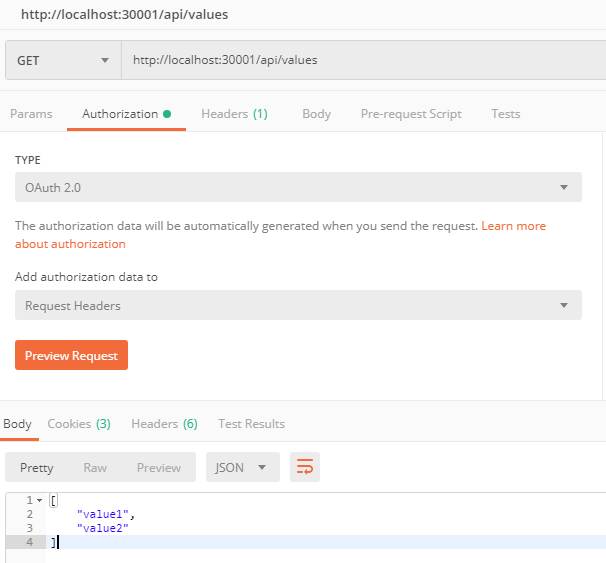 http://localhost:30001/api/values
GET http://localhost:30001/api/values
Params Authorization Headers (1) Body Pre-request Script Tests
TYPE
OAuth 2.0
The authorization data will be automatically generated when you send the request. Learn more
about authorization
Add authorization data to
Request Headers
Preview Request
Body Cookies (3) Headers (6) Test Results
Pretty Raw Preview JSON
1 [
2 "value1",
3 "value2"
4 ]